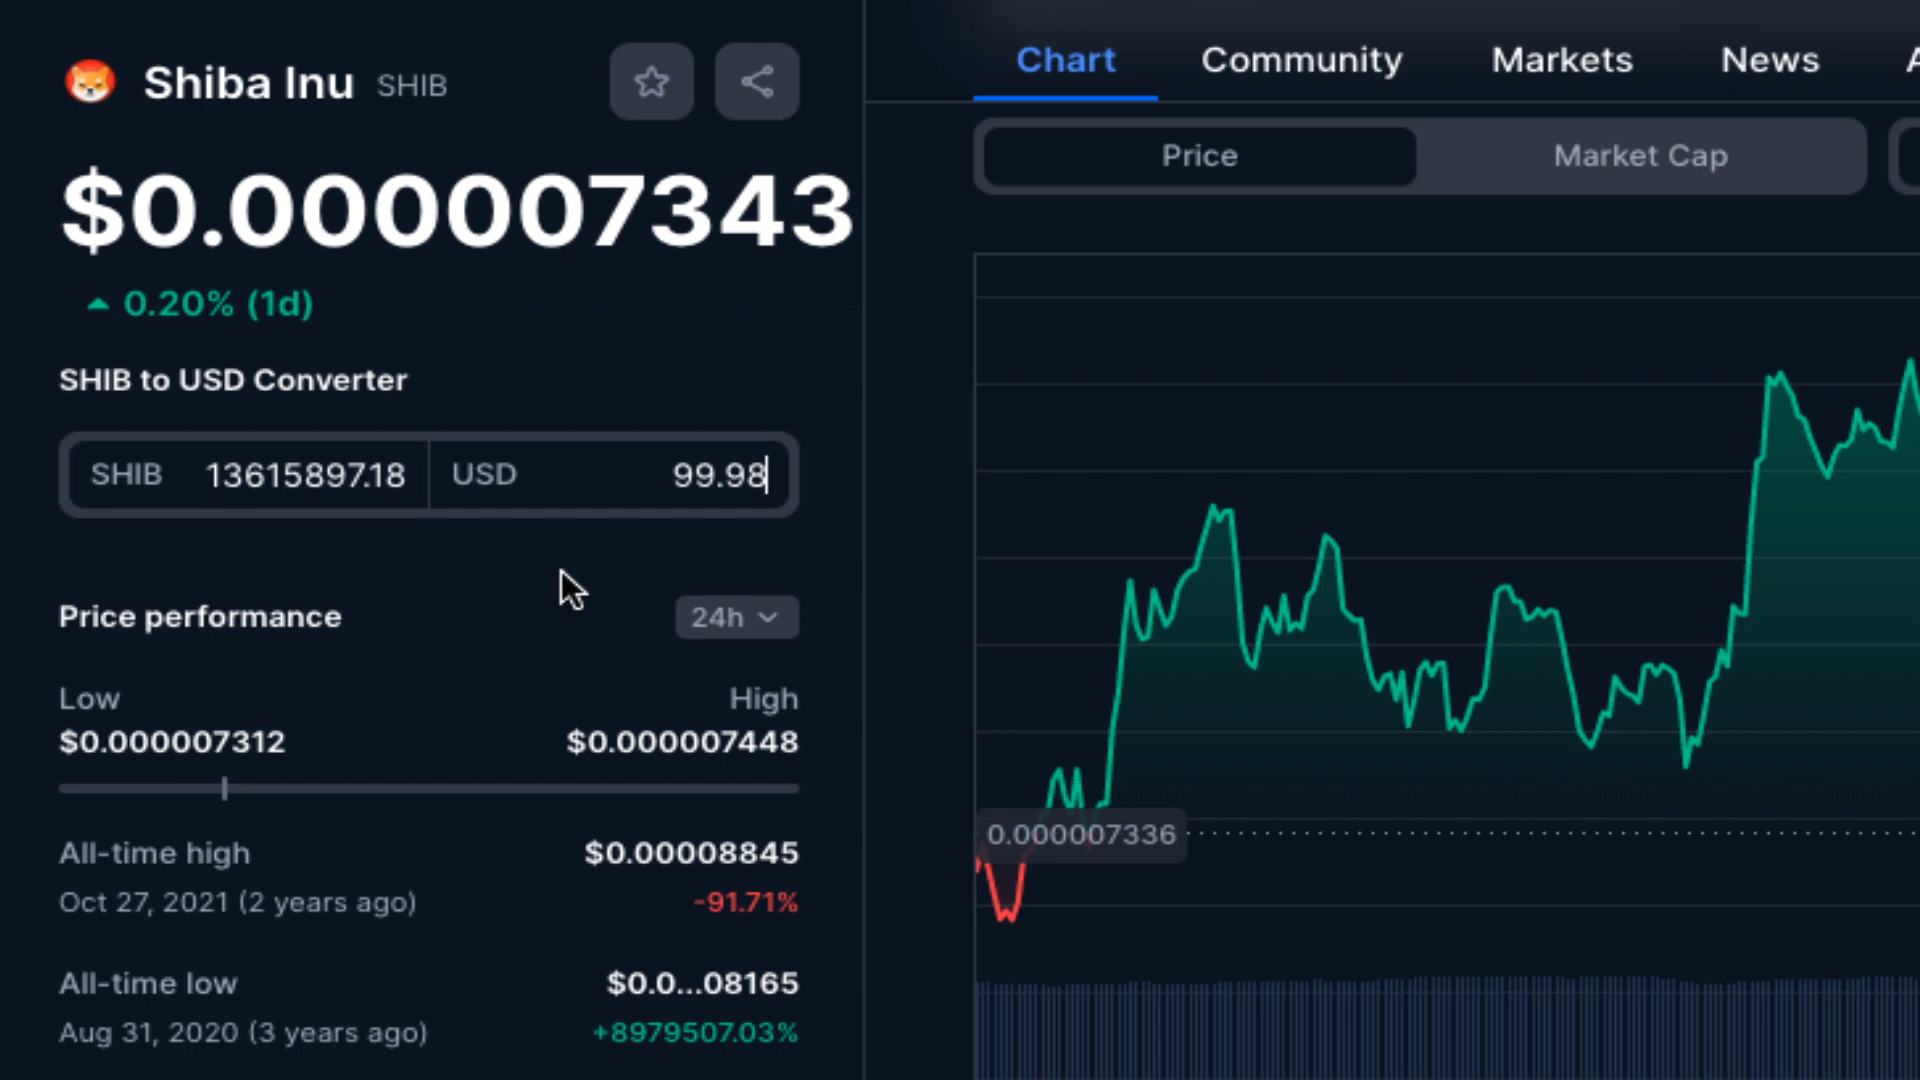 Shiba Inu SHIB
$0.000007343
0.20% (1d)
SHIB to USD Converter
SHIB 13615897.18 USD 99.98
Price performance 24h
Low High
$0.000007312 $0.000007448
All-time high $0.00008845
Oct 27, 2021 (2 years ago) -91.71%
All-time low $0.0...08165
Aug 31, 2020 (3 years ago) +8979507.03%
Chart Community Markets News
Price Market Cap
0.000007336